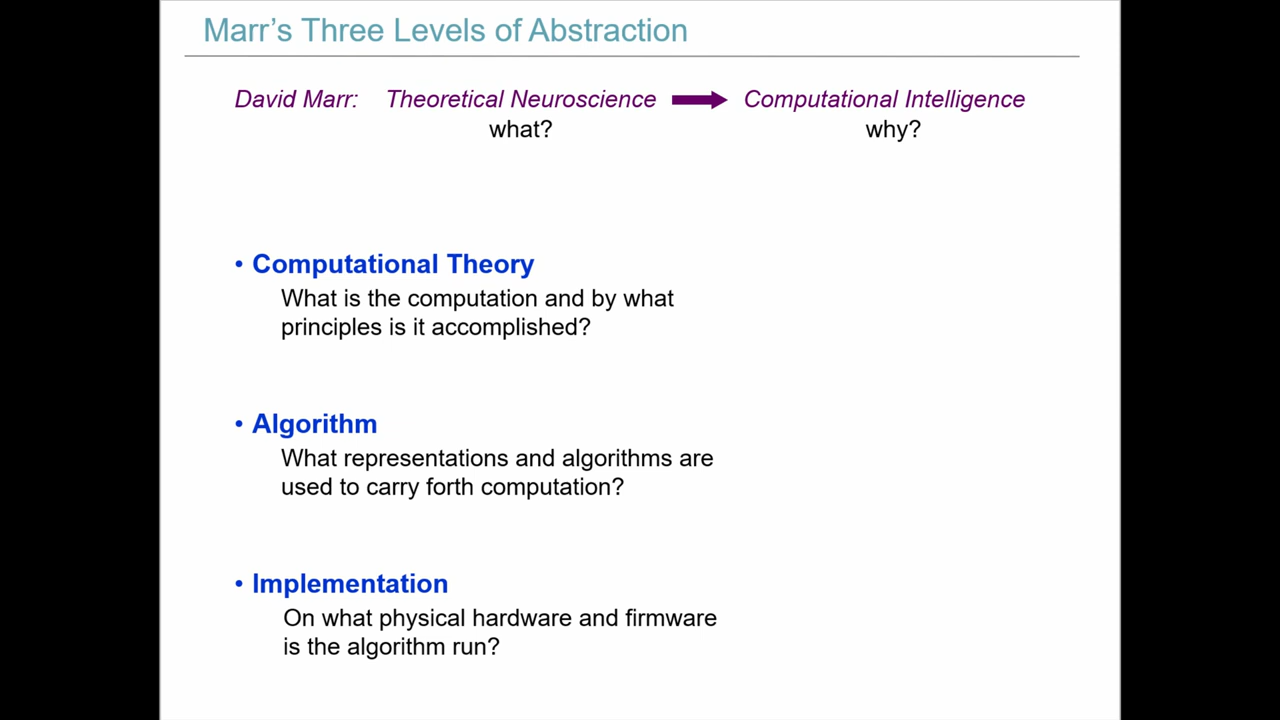 Marr's Three Levels of Abstraction
David Marr: Theoretical Neuroscience Computational Intelligence
what? why?
• Computational Theory
What is the computation and by what
principles is it accomplished?
• Algorithm
What representations and algorithms are
used to carry forth computation?
• Implementation
On what physical hardware and firmware
is the algorithm run?